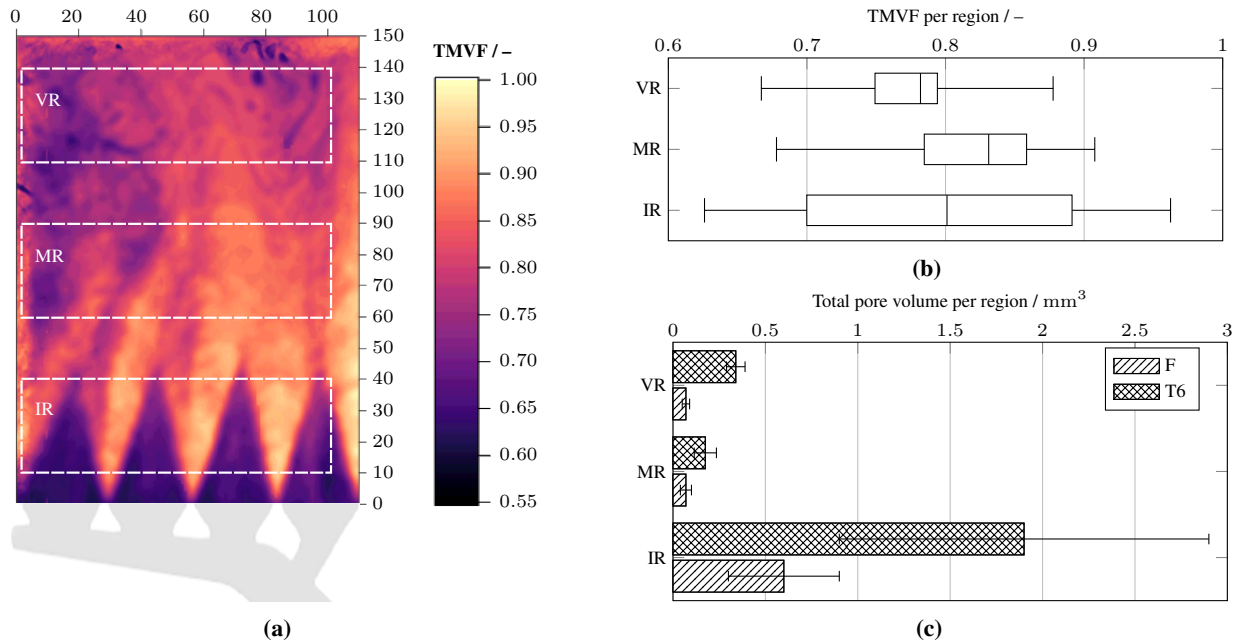 0 20 40 60 80 100
150
140
130
120
110
100
90
80
70
60
50
40
30
20
10
0
VR
MR
IR
TMVF / –
1.00
0.95
0.90
0.85
0.80
0.75
0.70
0.65
0.60
0.55
(a)
TMVF per region / –
0.6 0.7 0.8 0.9 1
VR
MR
IR
(b)
Total pore volume per region / mm³
0 0.5 1 1.5 2 2.5 3
VR
MR
IR
F
T6
(c)